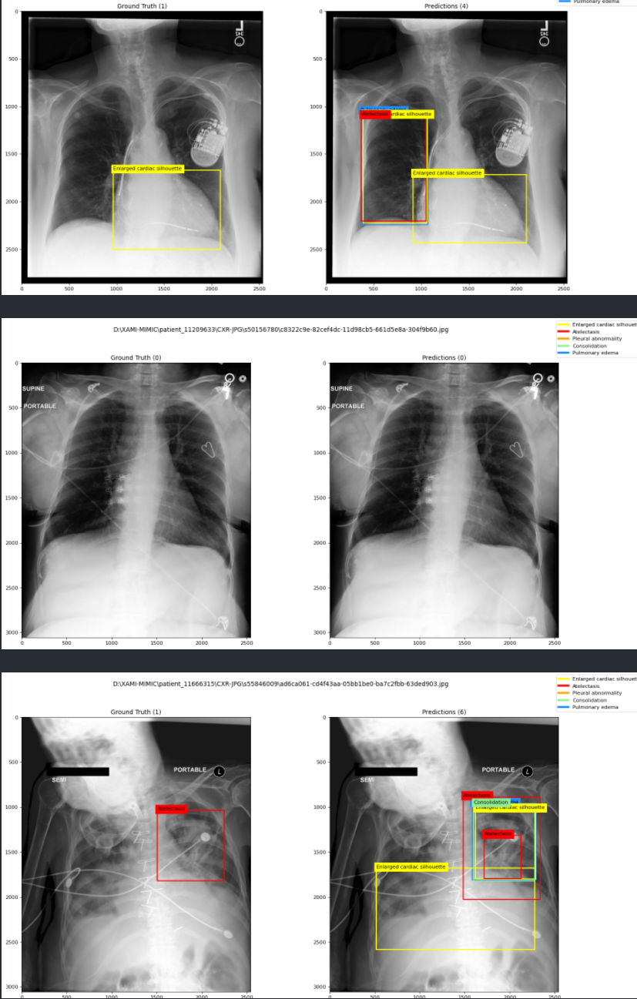 Pulmonary edema
Ground Truth (1)
Predictions (4)
0
500
1000
1500
2000
2500
0
500
1000
1500
2000
2500
Enlarged cardiac silhouette
L
0
500
1000
1500
2000
2500
0
500
1000
1500
2000
2500
Atelectasis
ardiac silhouette
Enlarged cardiac silhouette
L
D:\XAMI-MIMIC\patient_11209633\CXR-JPG\s50156780\c8322c9e-82cef4dc-11d98cb5-661d5e8a-304f9b60.jpg
Enlarged cardiac silhouett
Atelectasis
Pleural abnormality
Consolidation
Pulmonary edema
Ground Truth (0)
Predictions (0)
0
500
1000
1500
2000
2500
3000
0
500
1000
1500
2000
2500
SUPINE
PORTABLE
0
500
1000
1500
2000
2500
3000
0
500
1000
1500
2000
2500
SUPINE
PORTABLE
D:\XAMI-MIMIC\patient_11666315\CXR-JPG\s55846009\ad6ca061-cd4f43aa-05bb1be0-ba7c2fbb-63ded903.jpg
Enlarged cardiac silhouett
Atelectasis
Pleural abnormality
Consolidation
Pulmonary edema
Ground Truth (1)
Predictions (6)
0
500
1000
1500
2000
2500
3000
0
500
1000
1500
2000
2500
PORTABLE L
SEMI
Atelectasis
0
500
1000
1500
2000
2500
3000
0
500
1000
1500
2000
2500
PORTABLE L
SEMI
Atelectasis
Consolidation
ma
Enlarged cardiac silhouette
Atelectasis
Enlarged cardiac silhouette